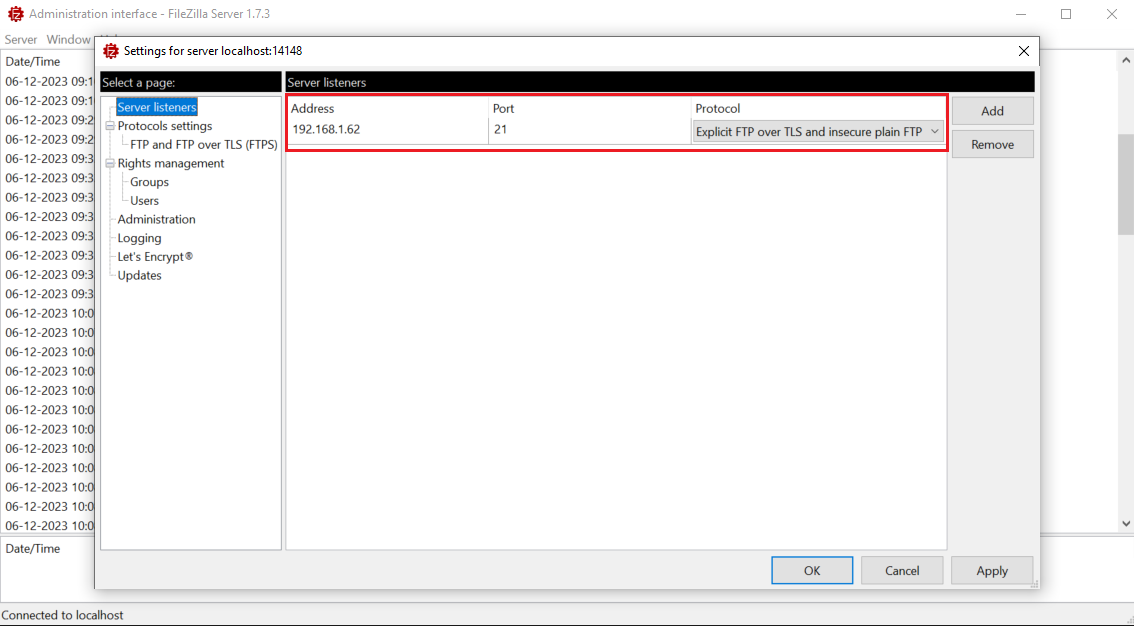 Administration interface - FileZilla Server 1.7.3
Server Window
Settings for server localhost:14148
Date/Time
06-12-2023 09:1
06-12-2023 09:1
06-12-2023 09:2
06-12-2023 09:2
06-12-2023 09:3
06-12-2023 09:3
06-12-2023 09:3
06-12-2023 09:3
06-12-2023 09:3
06-12-2023 09:3
06-12-2023 09:3
06-12-2023 09:3
06-12-2023 10:0
06-12-2023 10:0
06-12-2023 10:0
06-12-2023 10:0
06-12-2023 10:0
06-12-2023 10:0
06-12-2023 10:0
06-12-2023 10:0
06-12-2023 10:0
06-12-2023 10:0
06-12-2023 10:0
06-12-2023 10:0
Select a page:
Server listeners
Protocols settings
FTP and FTP over TLS (FTPS)
Rights management
Groups
Users
Administration
Logging
Let's Encrypt®
Updates
Server listeners
Address Port Protocol
192.168.1.62 21 Explicit FTP over TLS and insecure plain FTP
Add
Remove
OK Cancel Apply
Date/Time
Connected to localhost